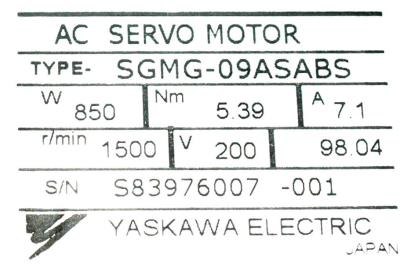 AC SERVO MOTOR
TYPE- SGMG-09ASABS
W 850 Nm 5.39 A 7.1
r/min 1500 V 200 98.04
S/N S83976007 -001
YASKAWA ELECTRIC
JAPAN